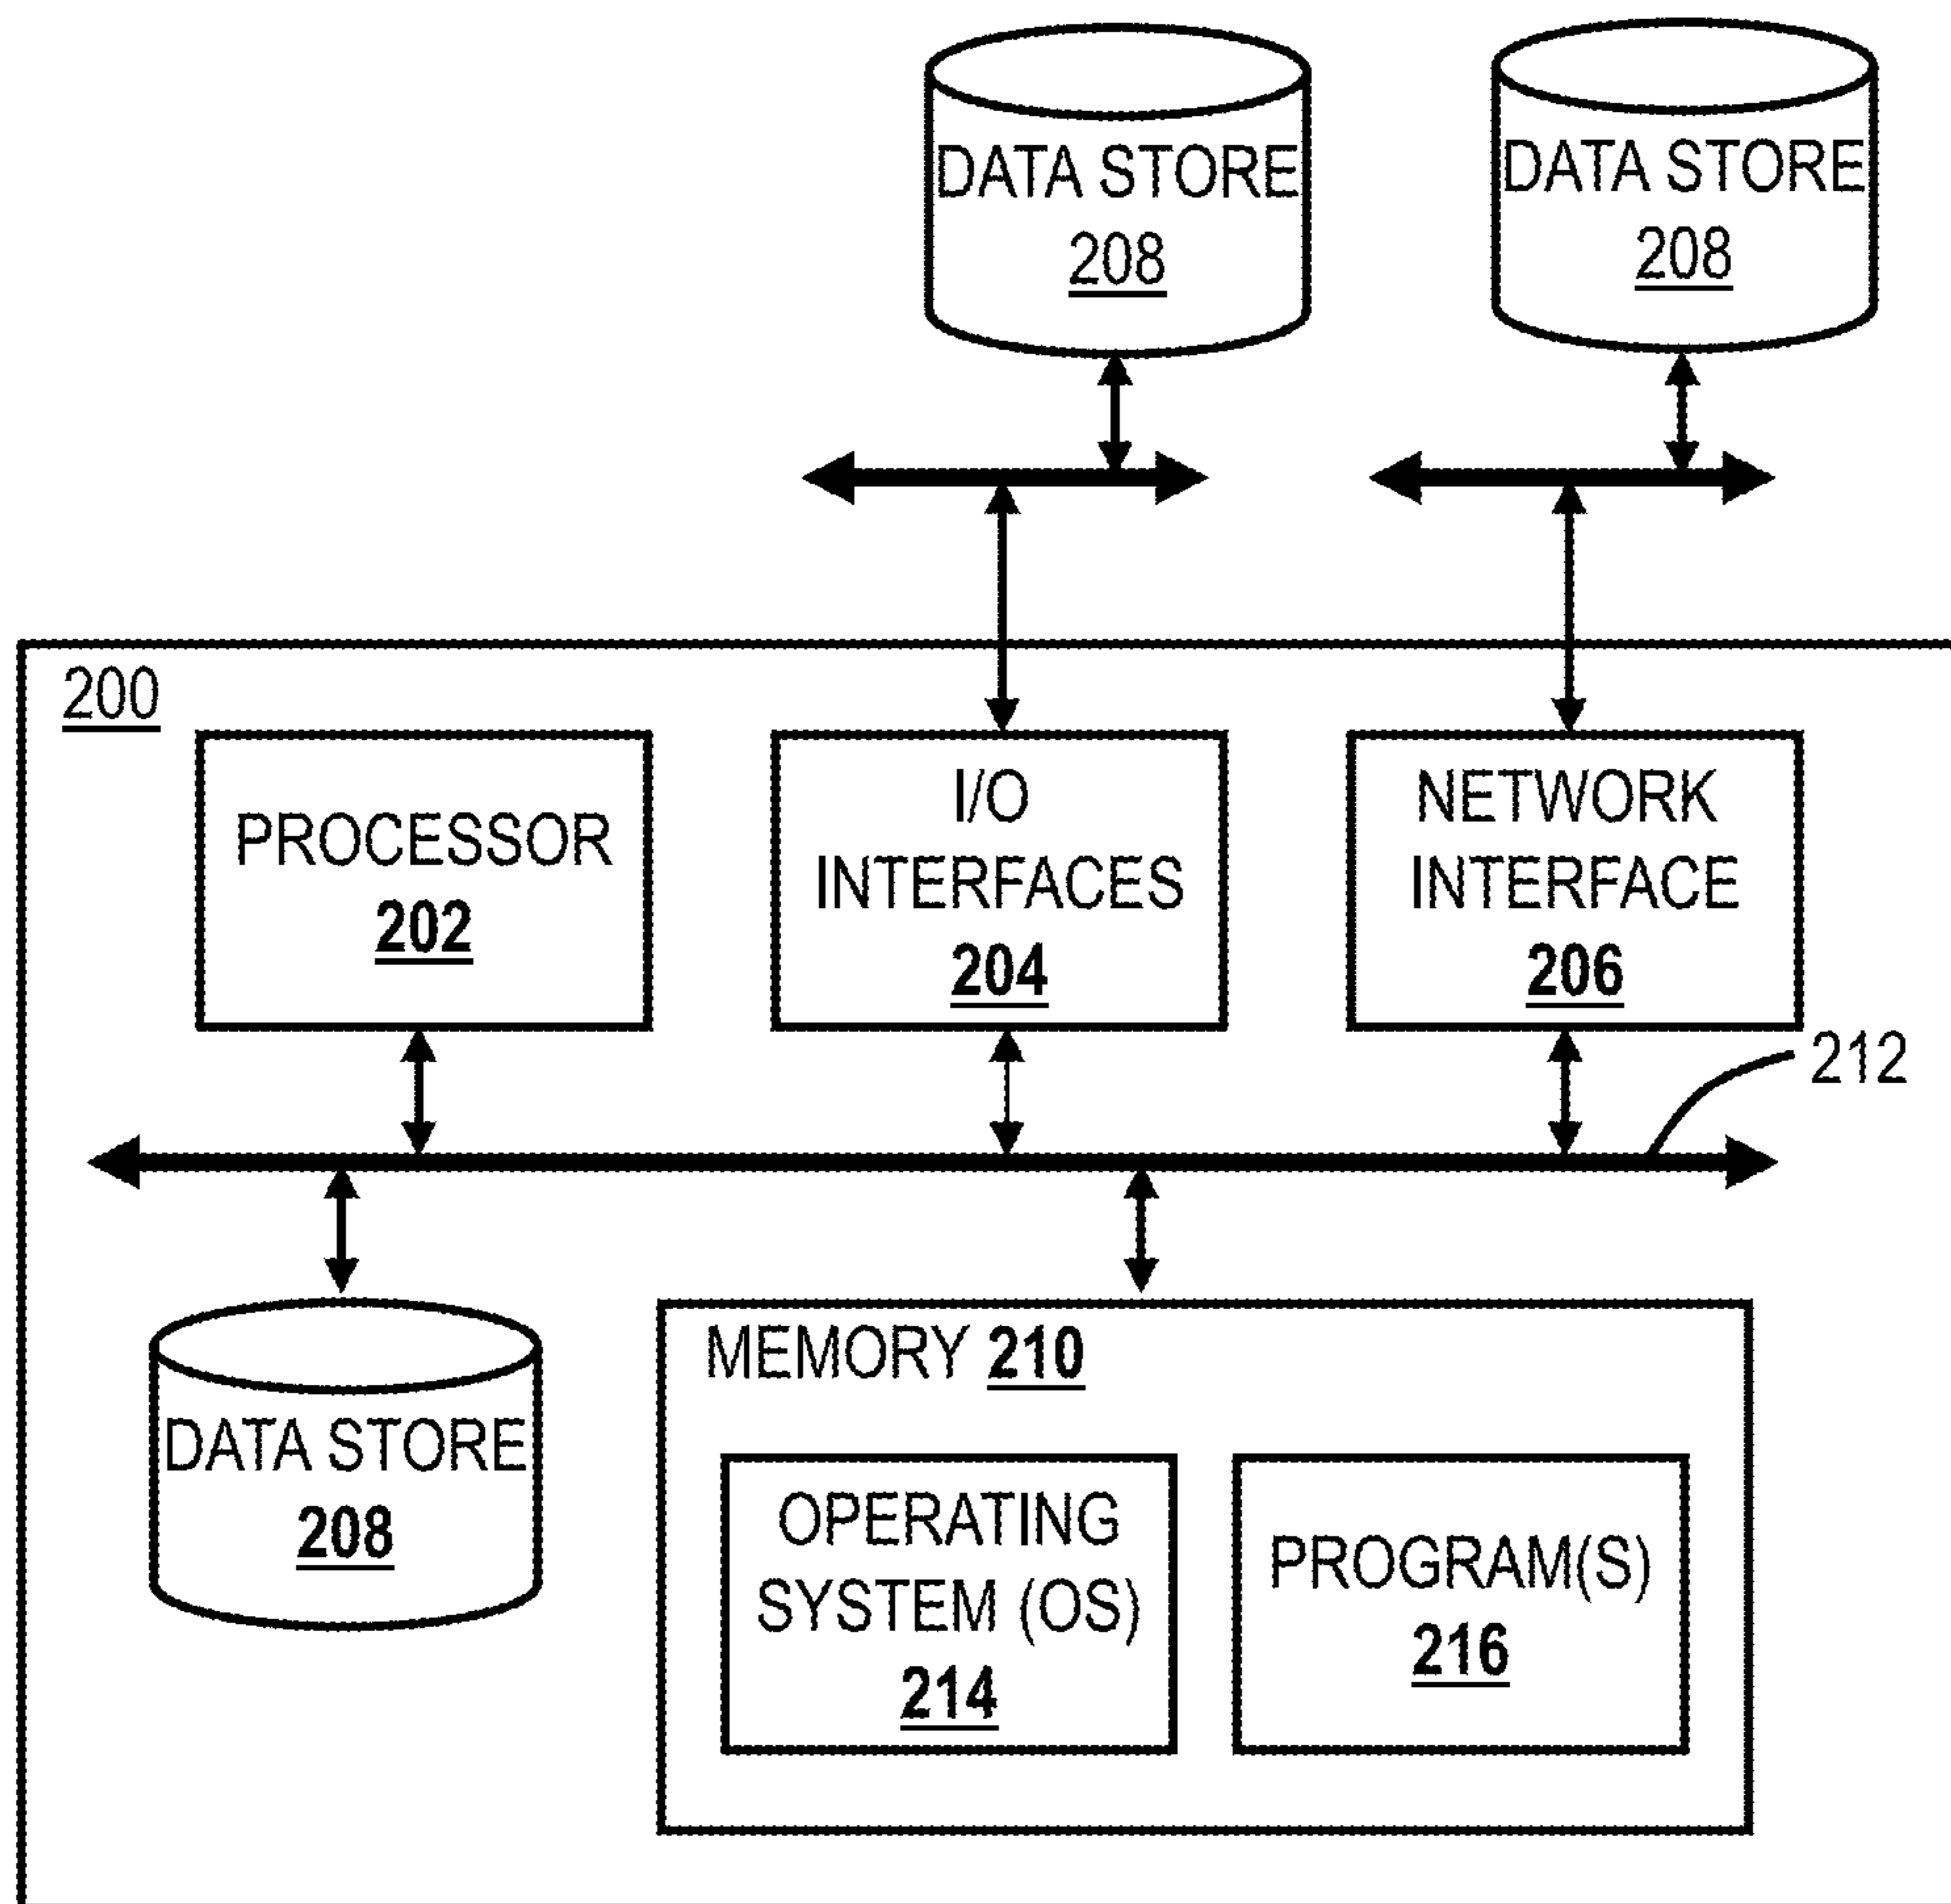 DATA STORE
208
DATA STORE
208
200
PROCESSOR
202
I/O
INTERFACES
204
NETWORK
INTERFACE
206
212
DATA STORE
208
MEMORY 210
OPERATING
SYSTEM (OS)
214
PROGRAM(S)
216